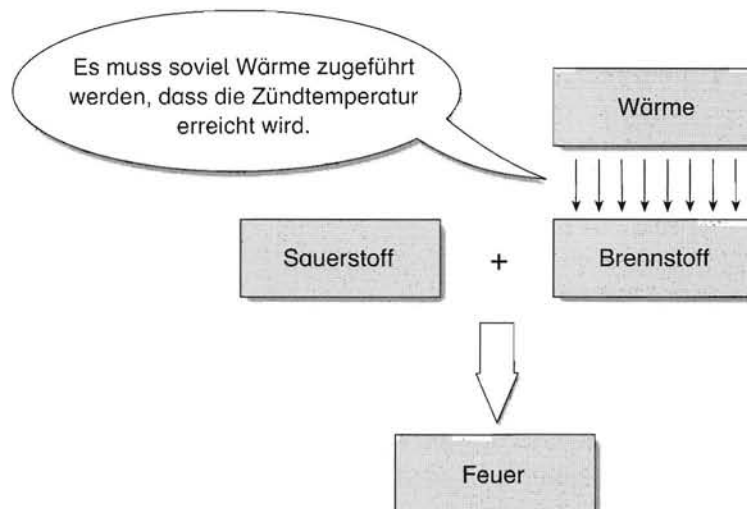 Es muss soviel Wärme zugeführt
werden, dass die Zündtemperatur
erreicht wird.
Wärme
Sauerstoff
+
Brennstoff
Feuer